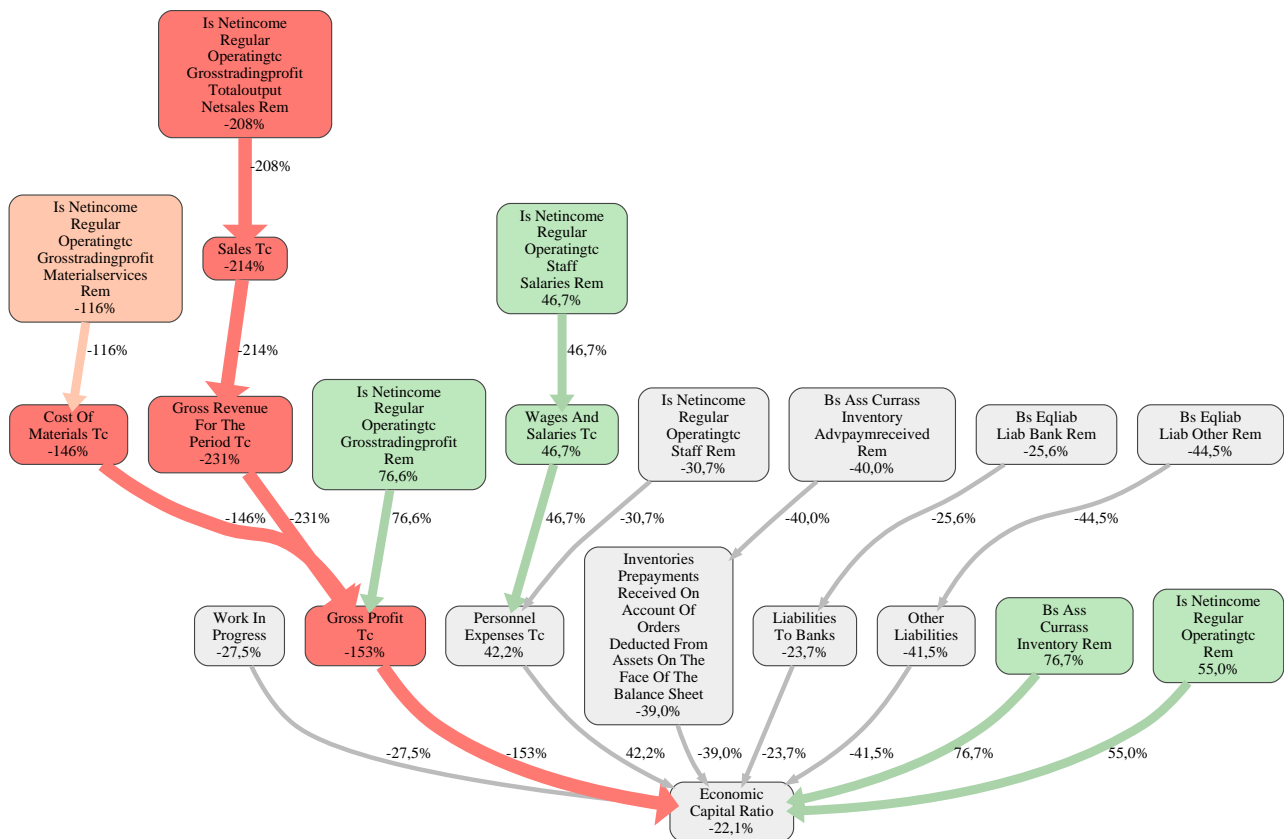 Is Netincome
Regular
Operatingtc
Grosstradingprofit
Totaloutput
Netsales Rem
-208%
-208%
Is Netincome
Regular
Operatingtc
Grosstradingprofit
Materialservices
Rem
-116%
Sales Tc
-214%
Is Netincome
Regular
Operatingtc
Staff
Salaries Rem
46,7%
-116%
-214%
46,7%
Cost Of
Materials Tc
-146%
Gross Revenue
For The
Period Tc
-231%
Is Netincome
Regular
Operatingtc
Grosstradingprofit
Rem
76,6%
Wages And
Salaries Tc
46,7%
Is Netincome
Regular
Operatingtc
Staff Rem
-30,7%
Bs Ass Currass
Inventory
Advpaymreceived
Rem
-40,0%
Bs Eqliab
Liab Bank Rem
-25,6%
Bs Eqliab
Liab Other Rem
-44,5%
-146%
-231%
76,6%
46,7%
-30,7%
-40,0%
-25,6%
-44,5%
Work In
Progress
-27,5%
Gross Profit
Tc
-153%
Personnel
Expenses Tc
42,2%
Inventories
Prepayments
Received On
Account Of
Orders
Deducted From
Assets On The
Face Of The
Balance Sheet
-39,0%
Liabilities
To Banks
-23,7%
Other
Liabilities
-41,5%
Bs Ass
Currass
Inventory Rem
76,7%
Is Netincome
Regular
Operatingtc
Rem
55,0%
-27,5%
-153%
42,2%
-39,0%
-23,7%
-41,5%
76,7%
55,0%
Economic
Capital Ratio
-22,1%